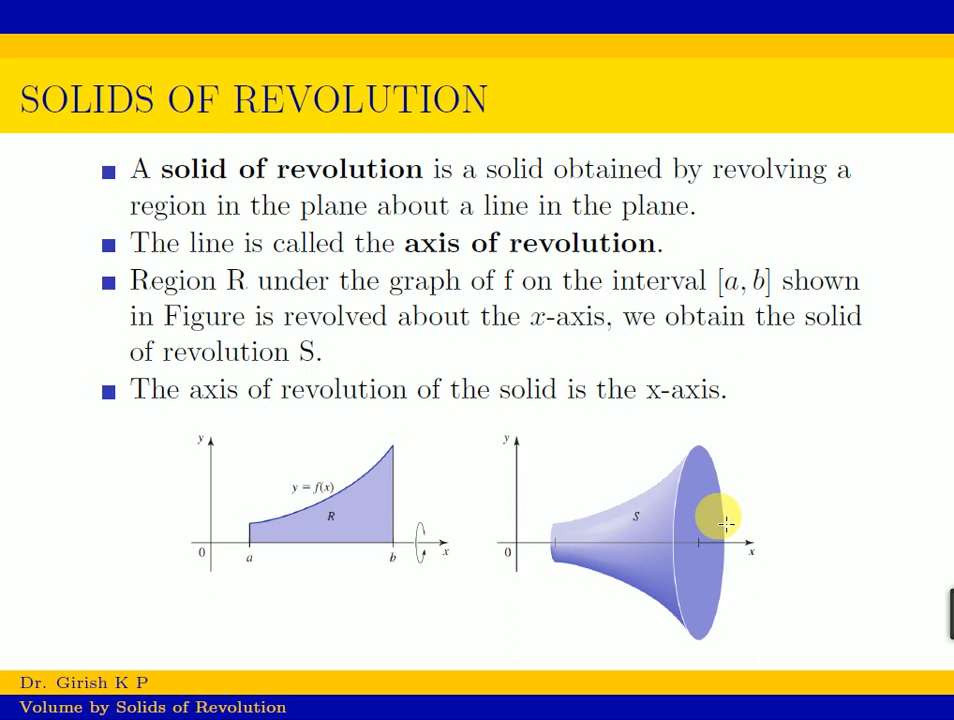 SOLIDS OF REVOLUTION
A solid of revolution is a solid obtained by revolving a
region in the plane about a line in the plane.
The line is called the axis of revolution.
Region R under the graph of f on the interval [a, b] shown
in Figure is revolved about the x-axis, we obtain the solid
of revolution S.
The axis of revolution of the solid is the x-axis.
y
y = f(x)
R
0
a
b
x
y
S
0
x
Dr. Girish K P
Volume by Solids of Revolution